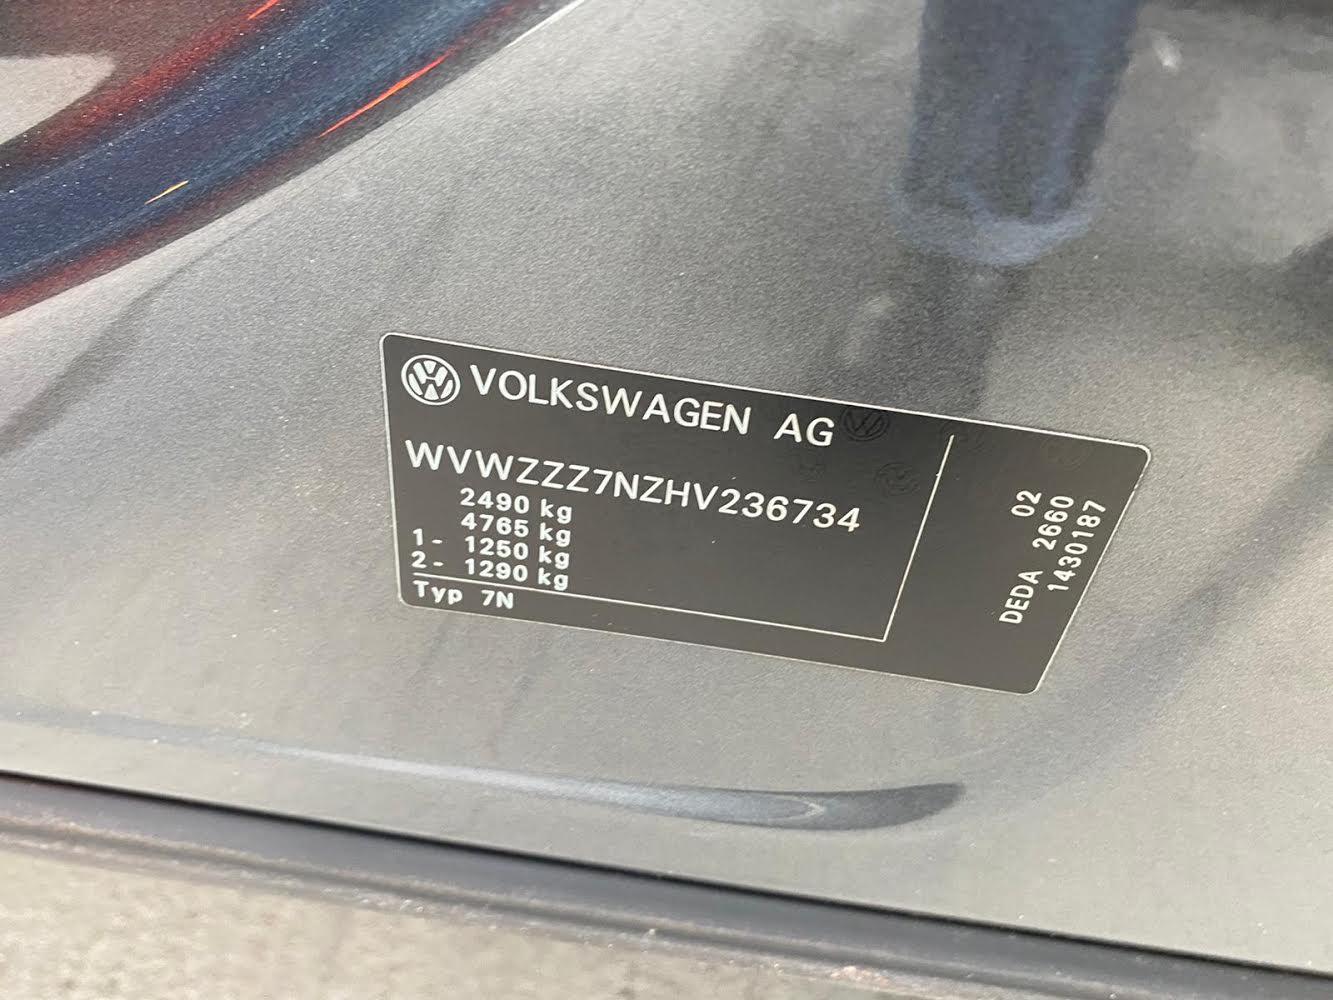 VOLKSWAGEN AG
WVWZZZ7NZHV236734
2490 kg
4765 kg
1- 1250 kg
2- 1290 kg
Typ 7N
02
DEDA 2660
1430187